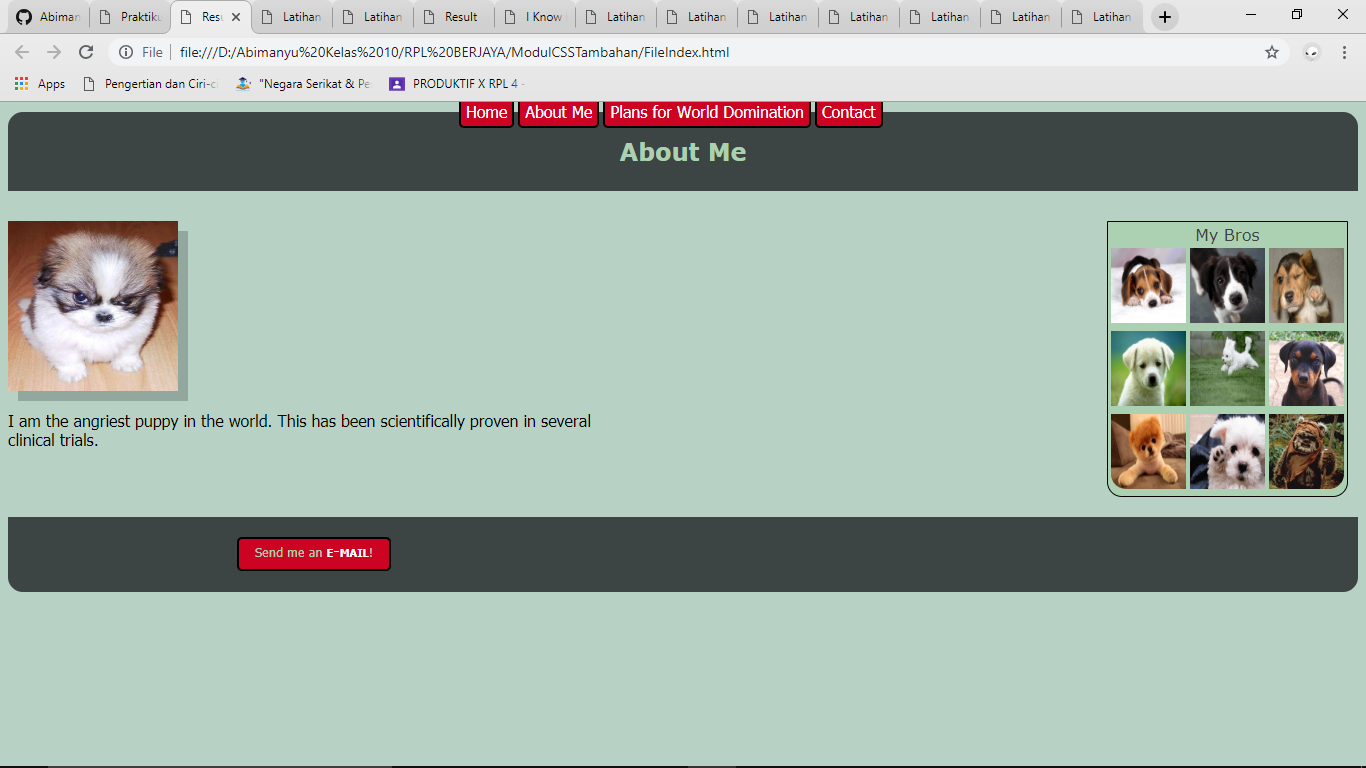 Abiman
Praktiku
Resu
Latihan
Latihan
Result
I Know
Latihan
Latihan
Latihan
Latihan
Latihan
Latihan
Latihan
File
file:///D:/Abimanyu%20Kelas%2010/RPL%20BERJAYA/ModulCSSTambahan/FileIndex.html
Apps
Pengertian dan Ciri-c
"Negara Serikat & Pe
PRODUKTIF X RPL 4 -
Home About Me Plans for World Domination Contact
About Me
My Bros
I am the angriest puppy in the world. This has been scientifically proven in several
clinical trials.
Send me an E-MAIL!